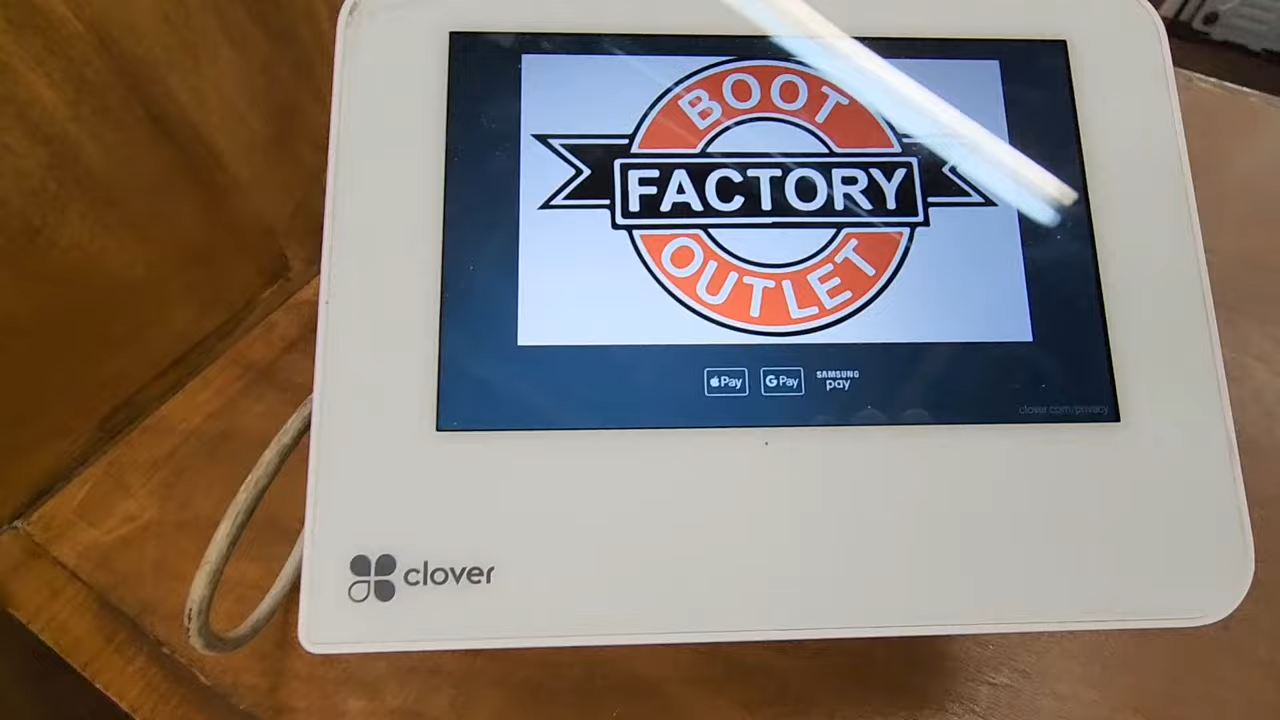 BOOT
FACTORY
OUTLET
Pay
G Pay
SAMSUNG
pay
clover.com/privacy
clover